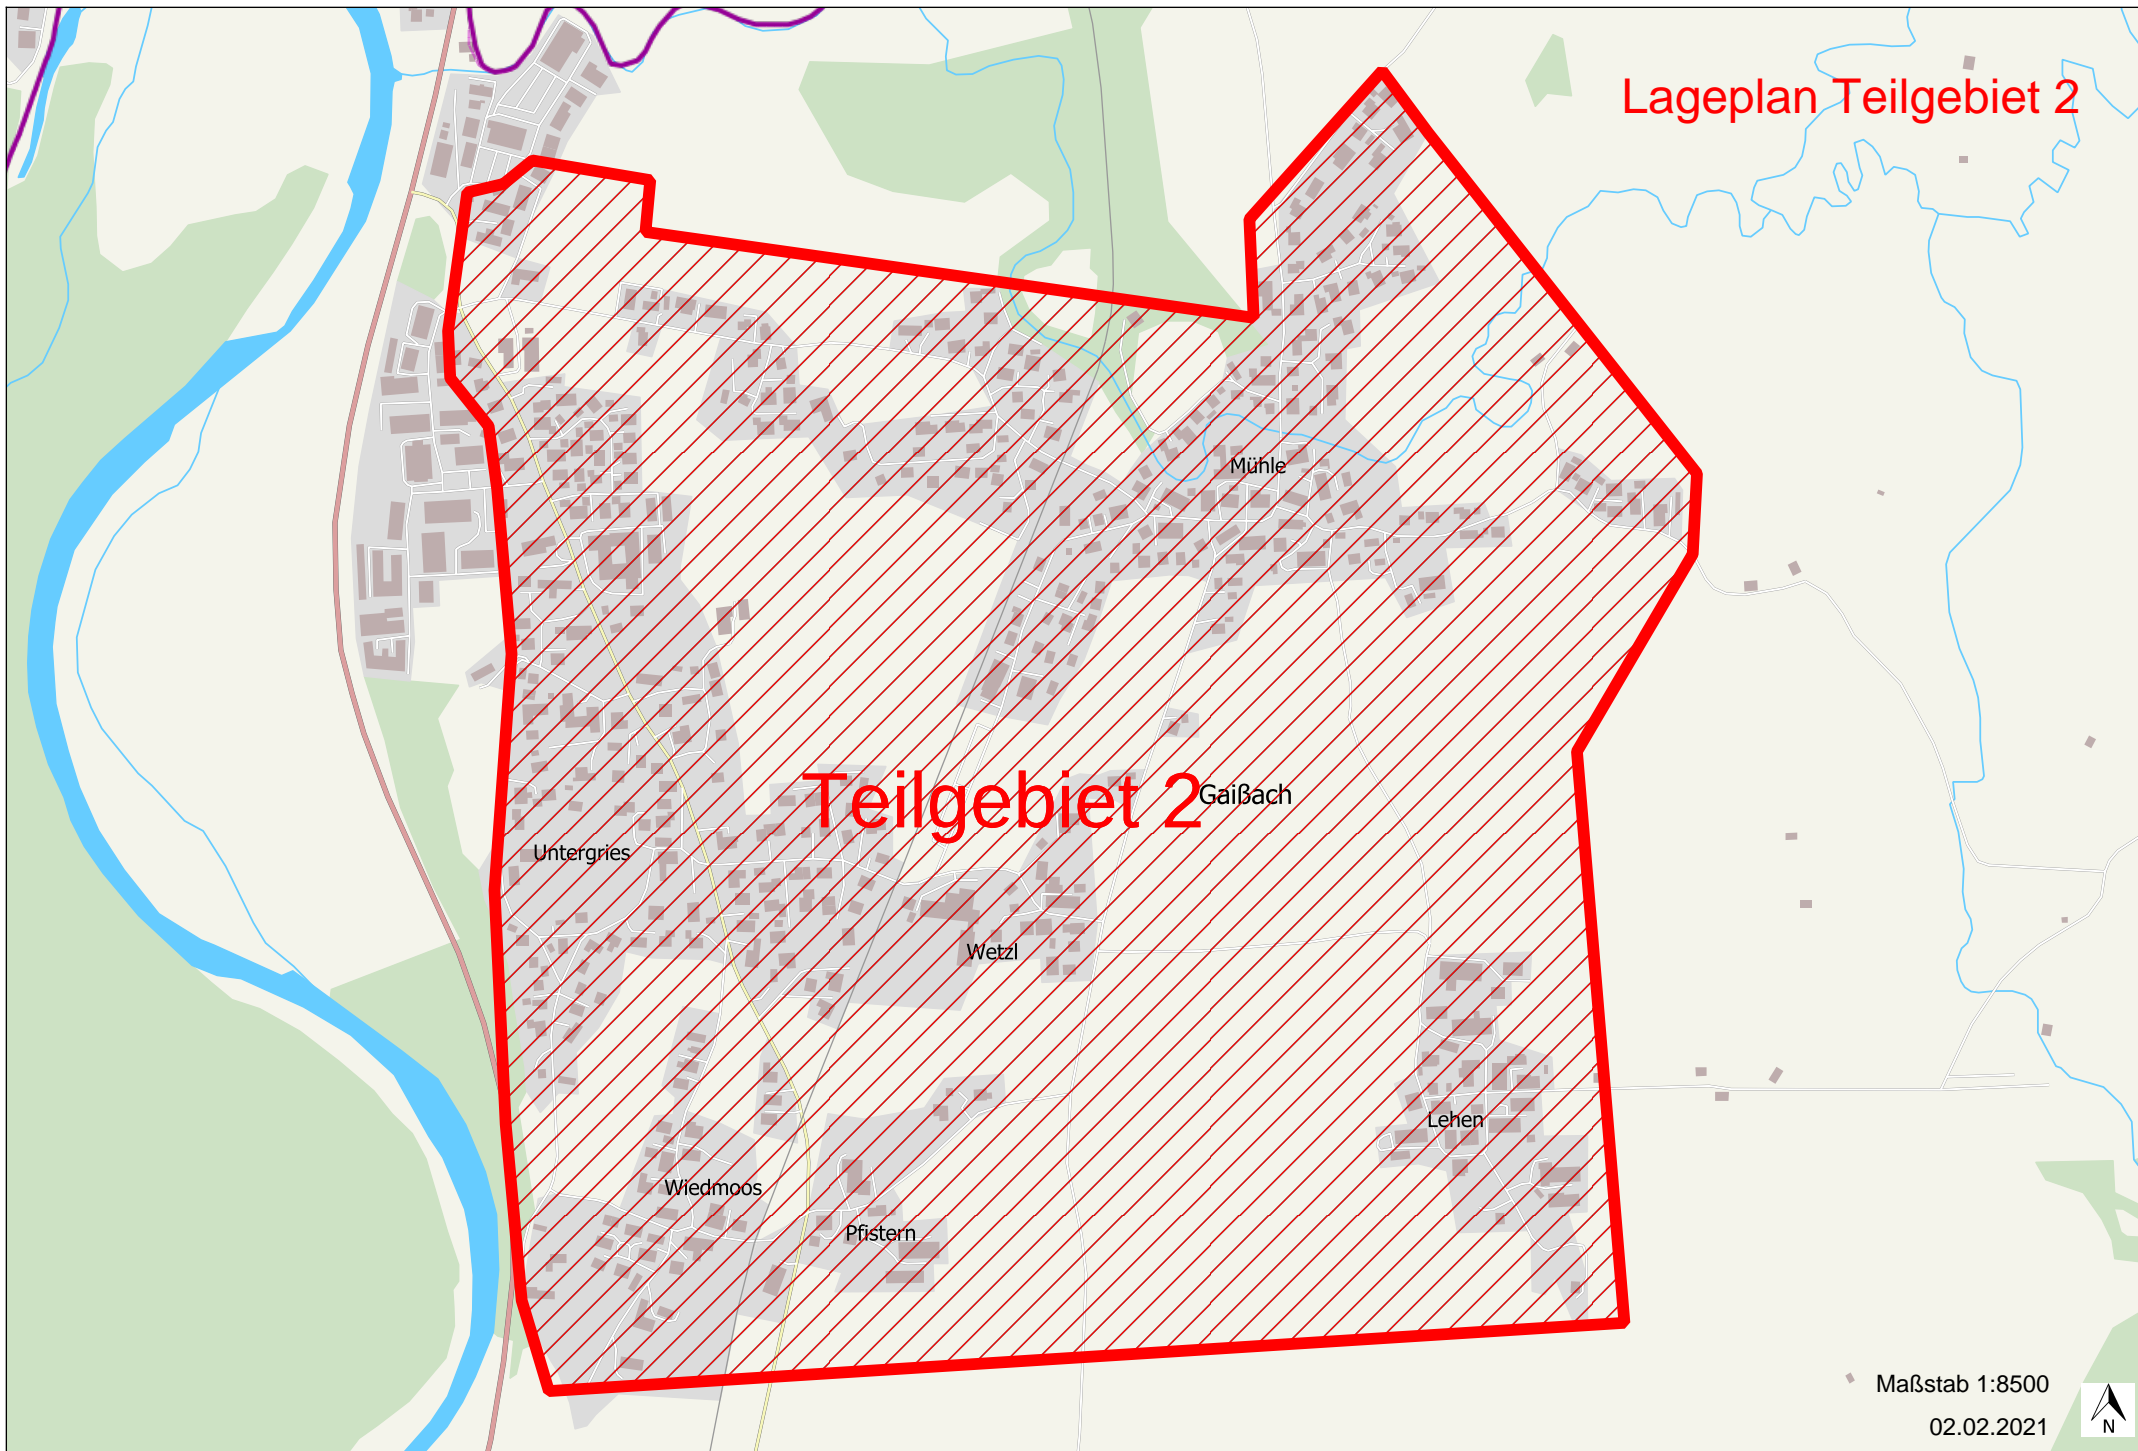 Lageplan Teilgebiet 2
Mühle
Teilgebiet 2
Gaißach
Untergries
Wetzl
Lehen
Wiedmoos
Pfistern
Maßstab 1:8500
02.02.2021
N